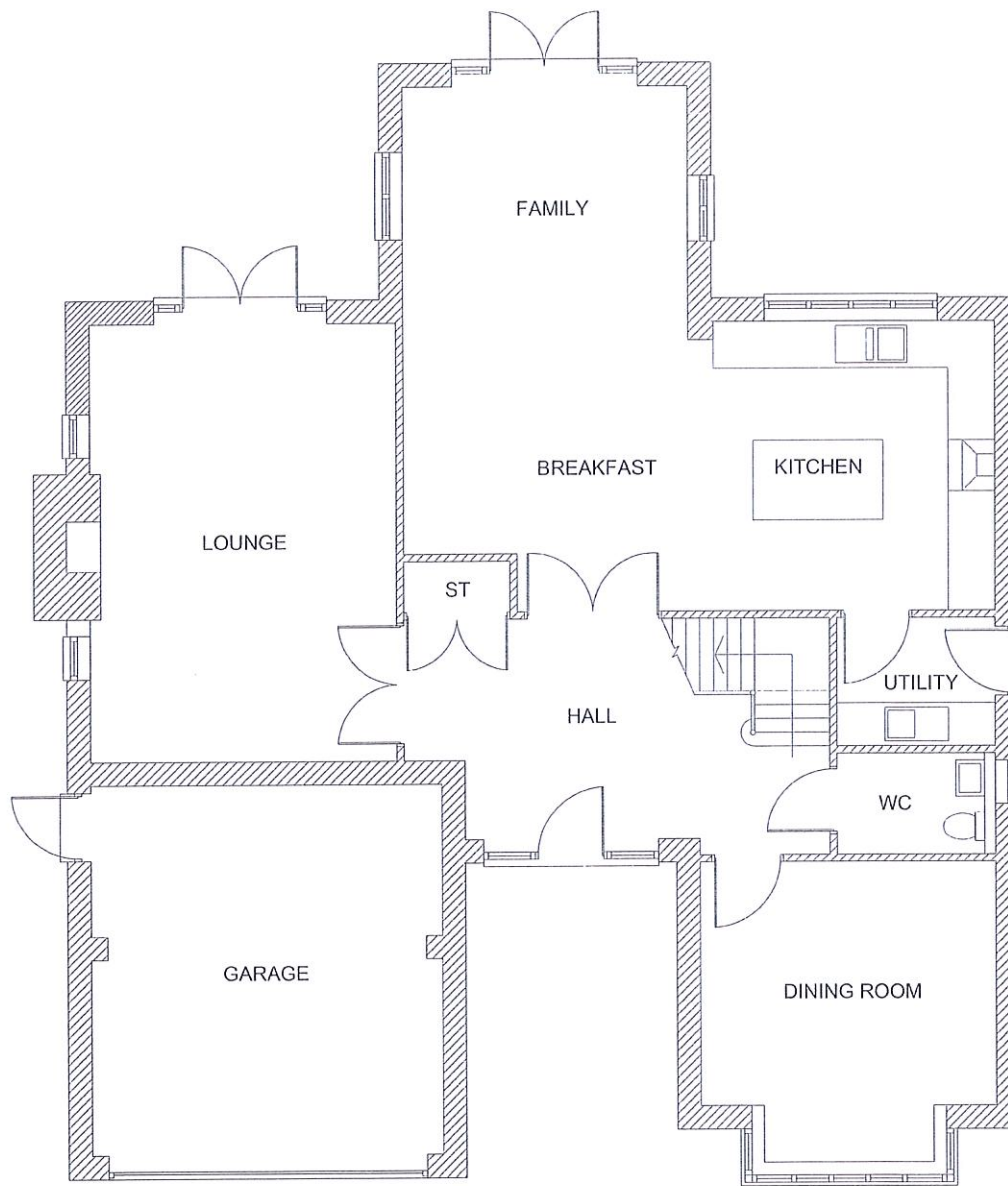 FAMILY
BREAKFAST
KITCHEN
LOUNGE
ST
UTILITY
HALL
WC
GARAGE
DINING ROOM